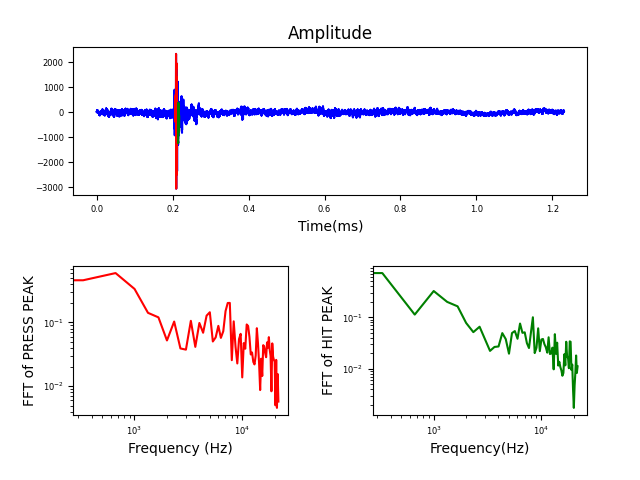 Amplitude
2000
1000
0
−1000
−2000
−3000
0.0 0.2 0.4 0.6 0.8 1.0 1.2
Time(ms)
FFT of PRESS PEAK
10⁻¹
10⁻²
10³ 10⁴
Frequency (Hz)
FFT of HIT PEAK
10⁻¹
10⁻²
10³ 10⁴
Frequency(Hz)